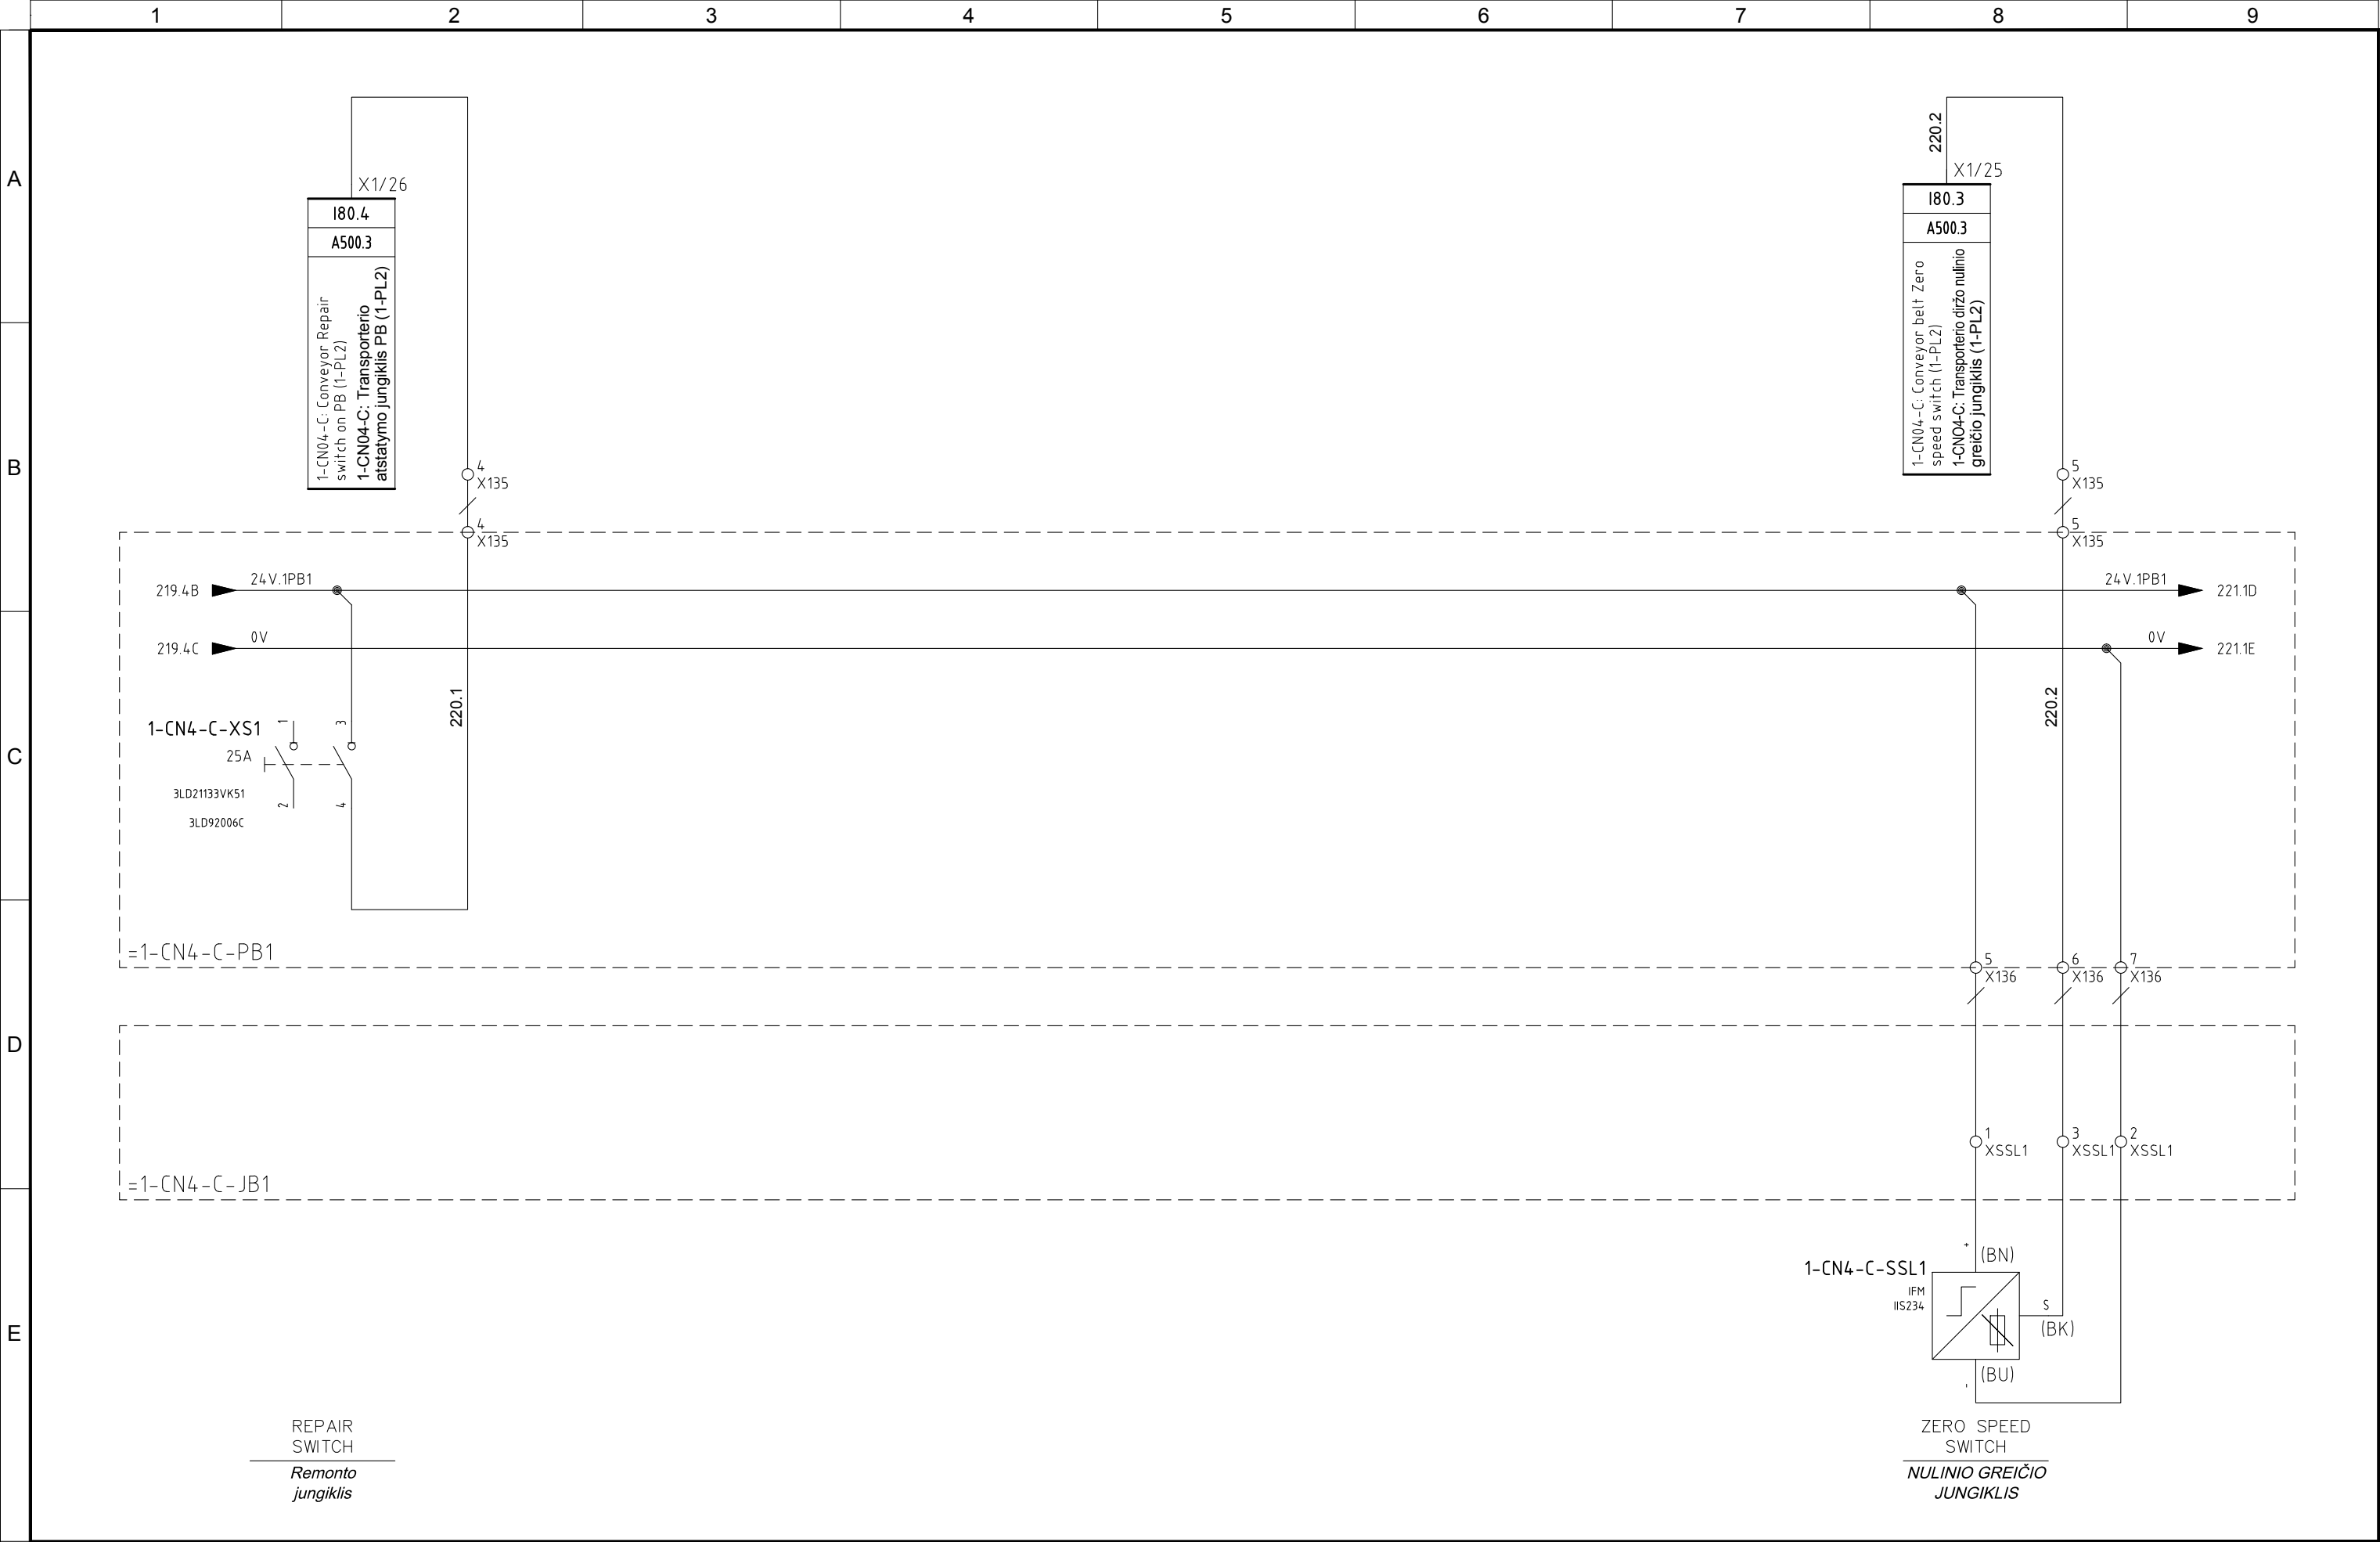 1 2 3 4 5 6 7 8 9
A
B
C
D
E
X1/26
I80.4
A500.3
1-CN04-C: Conveyor Repair
switch on PB (1-PL2)
1-CN04-C: Transporterio
atstatymo jungiklis PB (1-PL2)
4
X135
4
X135
220.2
X1/25
I80.3
A500.3
1-CN04-C: Conveyor belt Zero
speed switch (1-PL2)
1-CNO4-C: Transporterio diržo nulinio
greičio jungiklis (1-PL2)
5
X135
5
X135
219.4B 24V.1PB1 24V.1PB1 221.1D
219.4C 0V 0V 221.1E
220.1
220.2
1-CN4-C-XS1
25A
3LD21133VK51
3LD92006C
1
2
3
4
=1-CN4-C-PB1
5
X136
6
X136
7
X136
=1-CN4-C-JB1
1
XSSL1
3
XSSL1
2
XSSL1
1-CN4-C-SSL1
IFM
IIS234
+ (BN)
S
(BK)
- (BU)
REPAIR
SWITCH
Remonto
jungiklis
ZERO SPEED
SWITCH
NULINIO GREIČIO
JUNGIKLIS